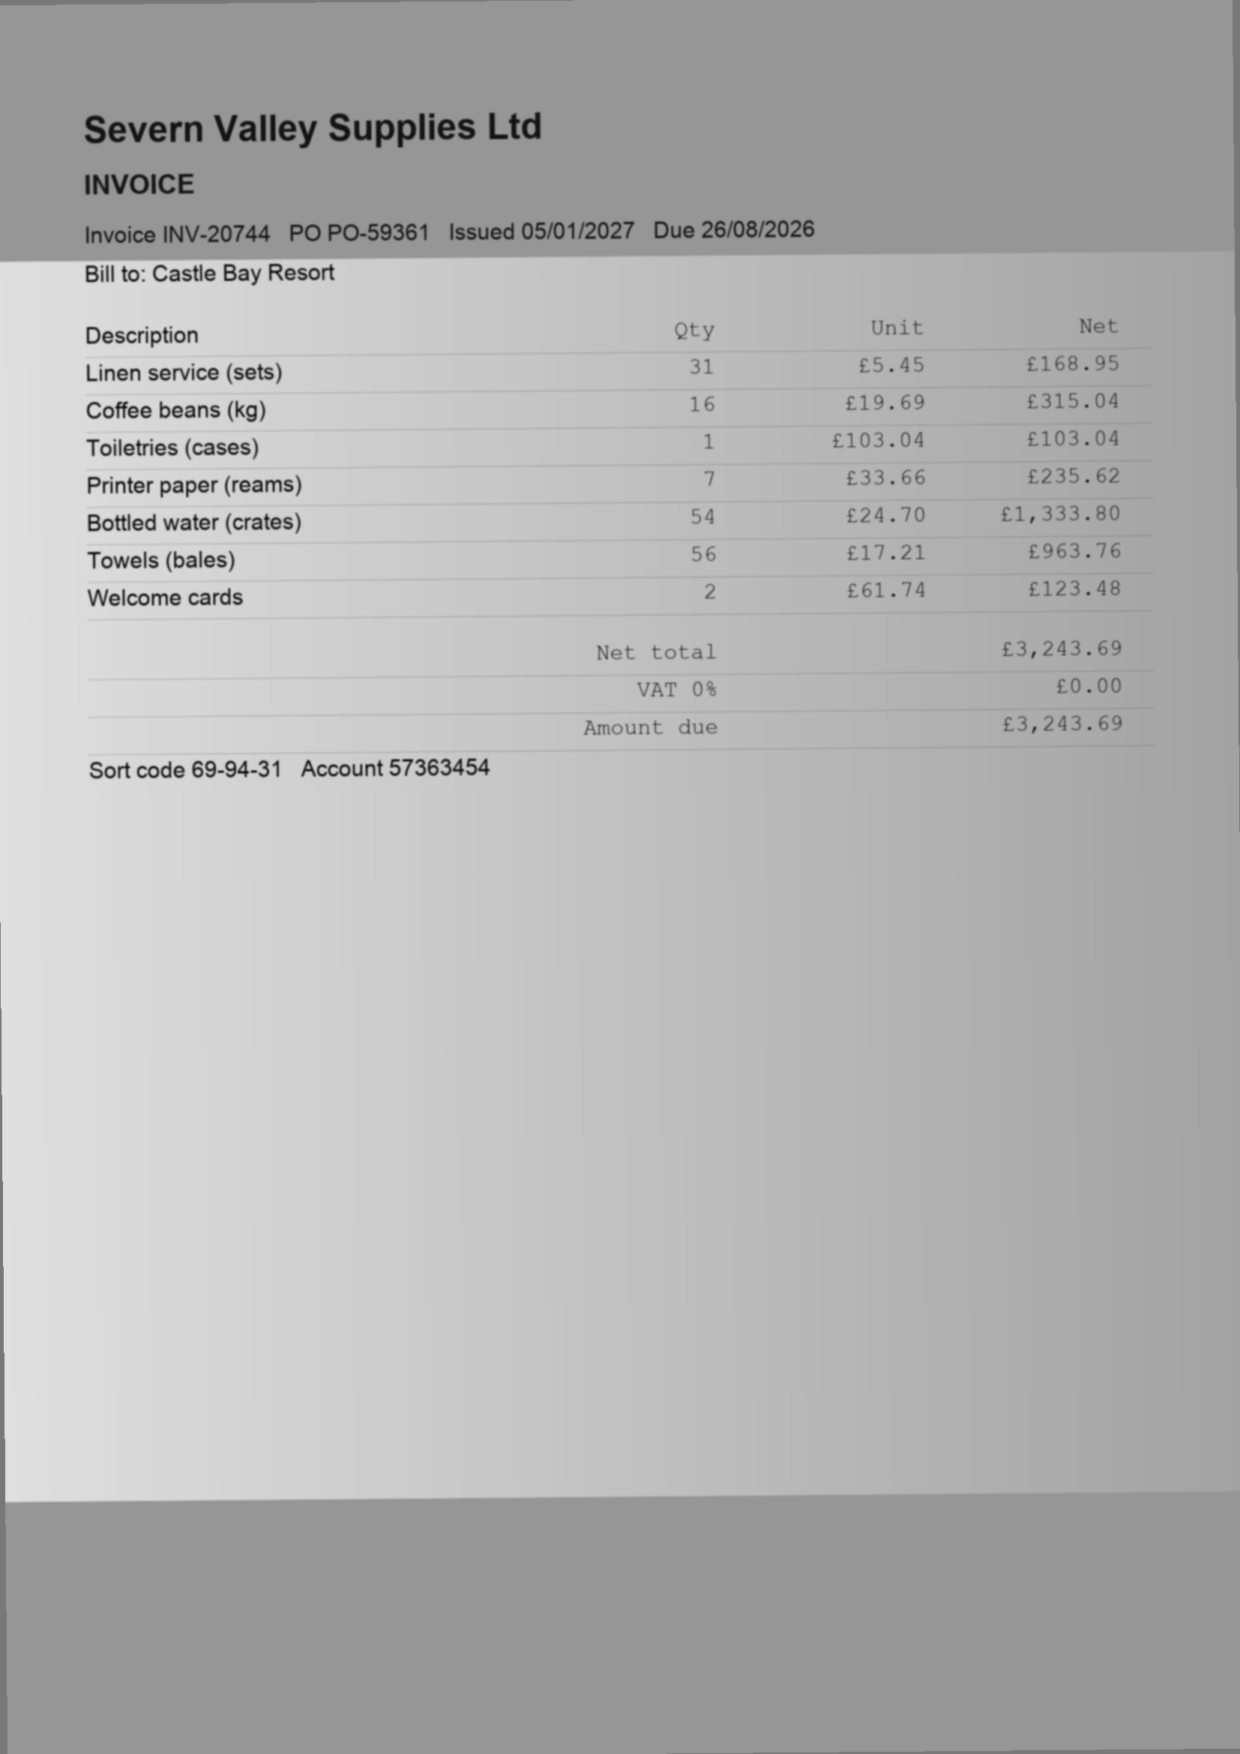 Severn Valley Supplies Ltd
INVOICE
Invoice INV-20744 PO PO-59361 Issued 05/01/2027 Due 26/08/2026
Bill to: Castle Bay Resort
Description Qty Unit Net
Linen service (sets) 31 £5.45 £168.95
Coffee beans (kg) 16 £19.69 £315.04
Toiletries (cases) 1 £103.04 £103.04
Printer paper (reams) 7 £33.66 £235.62
Bottled water (crates) 54 £24.70 £1,333.80
Towels (bales) 56 £17.21 £963.76
Welcome cards 2 £61.74 £123.48
Net total £3,243.69
VAT 0% £0.00
Amount due £3,243.69
Sort code 69-94-31 Account 57363454